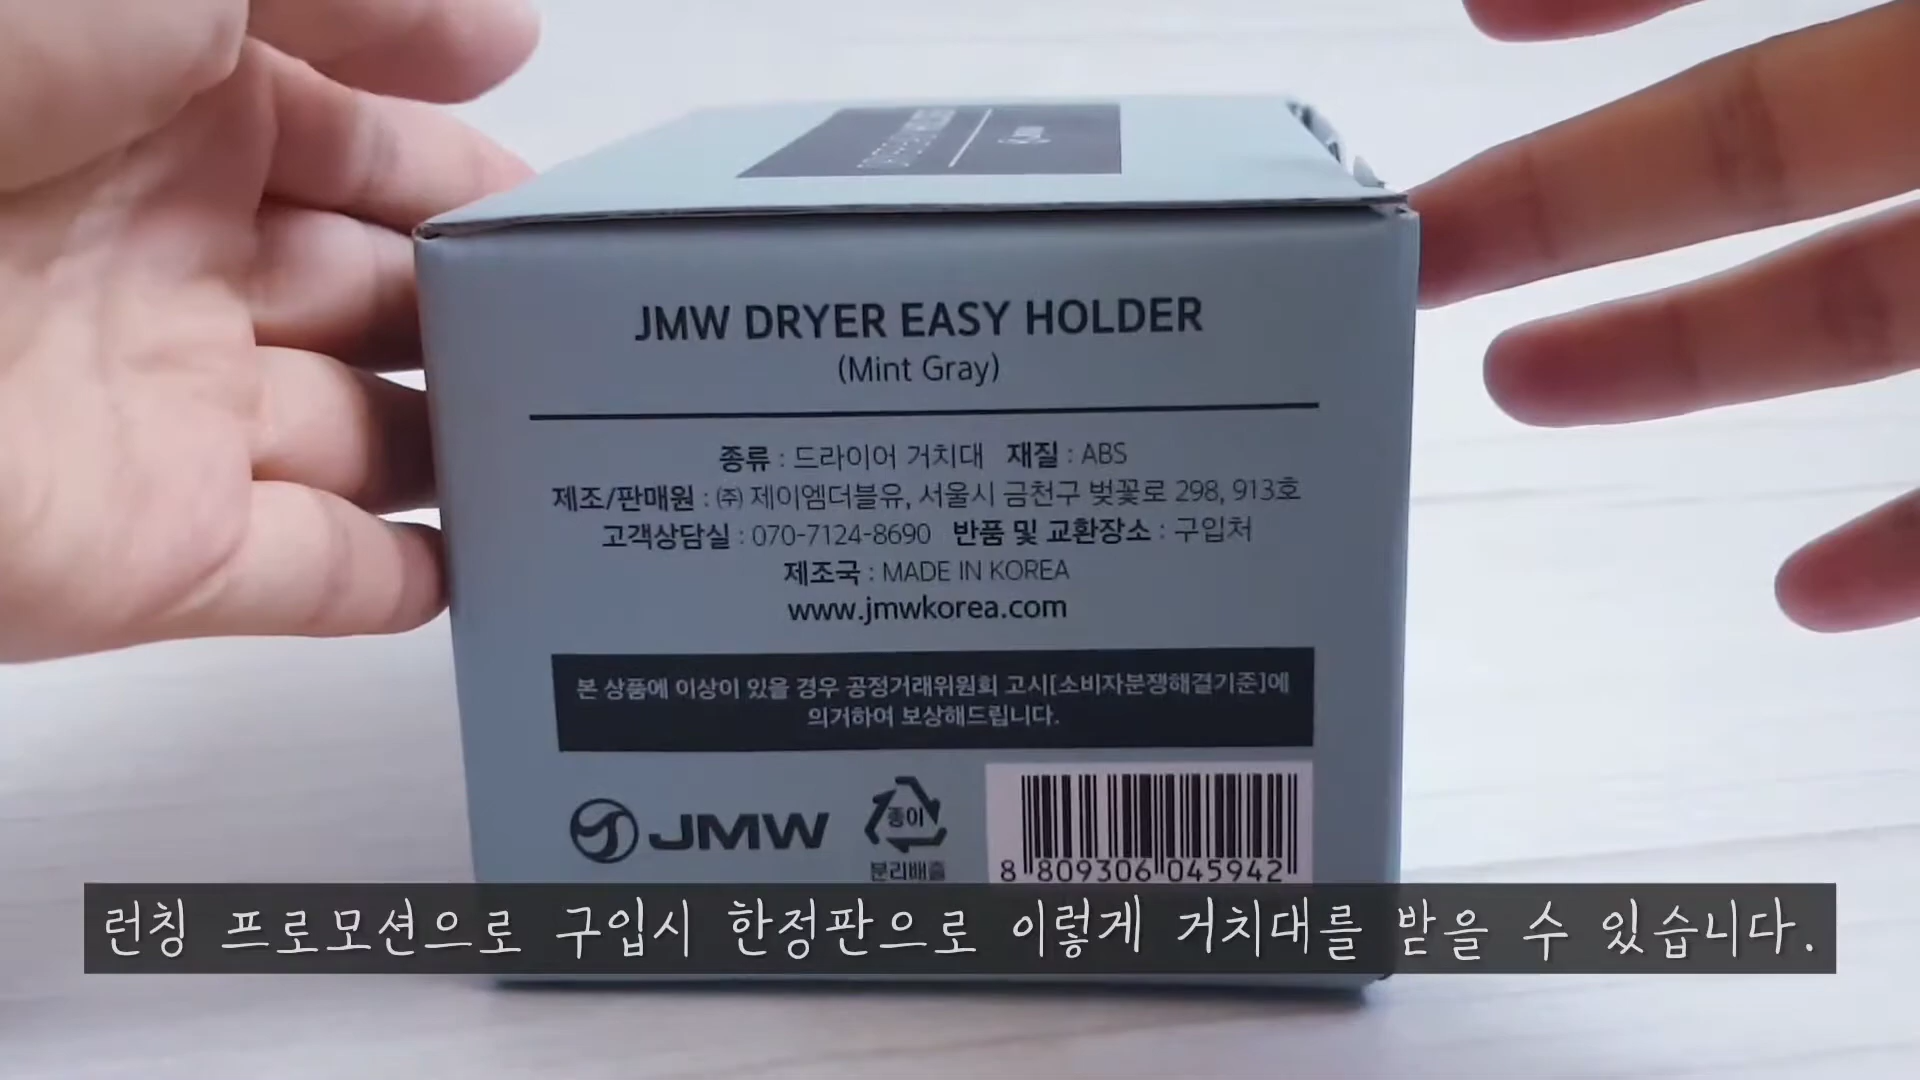 JMW DRYER EASY HOLDER
(Mint Gray)
종류 : 드라이어 거치대 재질 : ABS
제조/판매원 : ㈜ 제이엠더블유, 서울시 금천구 벚꽃로 298, 913호
고객상담실 : 070-7124-8690 반품 및 교환장소 : 구입처
제조국 : MADE IN KOREA
www.jmwkorea.com
본 상품에 이상이 있을 경우 공정거래위원회 고시[소비자분쟁해결기준]에
의거하여 보상해드립니다.
JMW
종이
분리배출
8 809306 045942
런칭 프로모션으로 구입시 한정판으로 이렇게 거치대를 받을 수 있습니다.